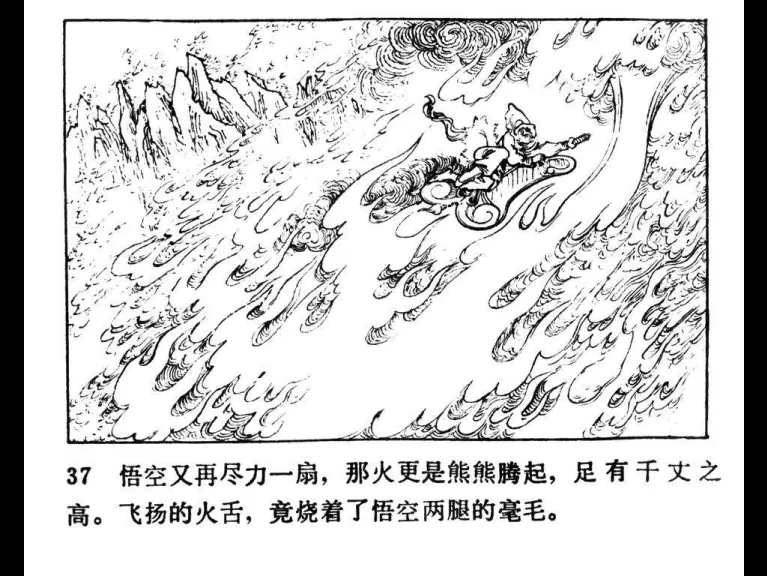 37 悟空又再尽力一扇，那火更是熊熊腾起，足有千丈之
高。飞扬的火舌，竟烧着了悟空两腿的毫毛。